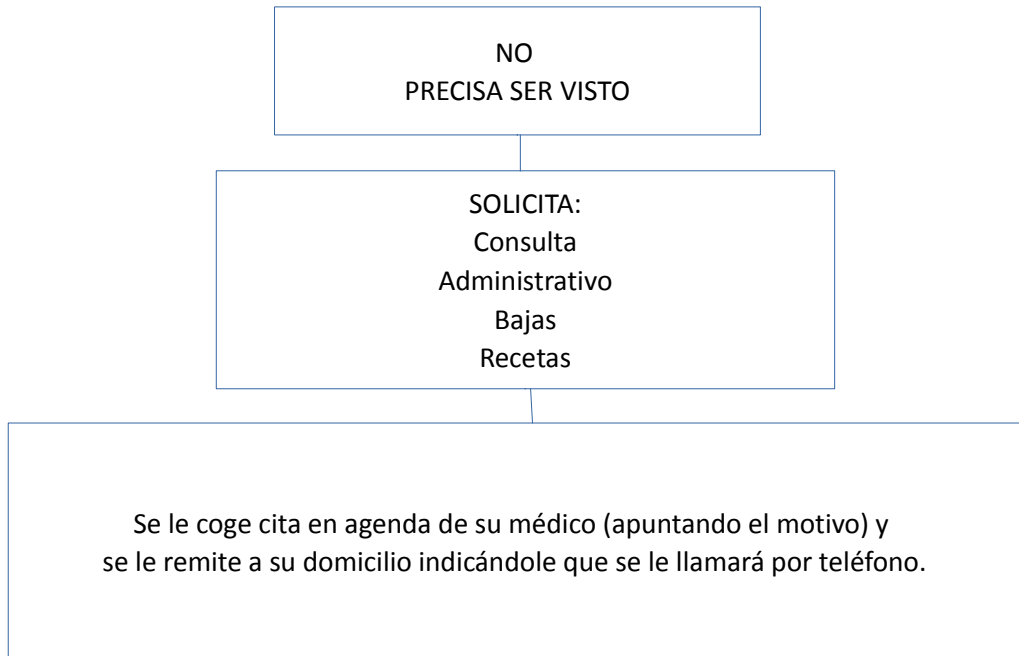 NO
PRECISA SER VISTO
SOLICITA:
Consulta
Administrativo
Bajas
Recetas
Se le coge cita en agenda de su médico (apuntando el motivo) y
se le remite a su domicilio indicándole que se le llamará por teléfono.